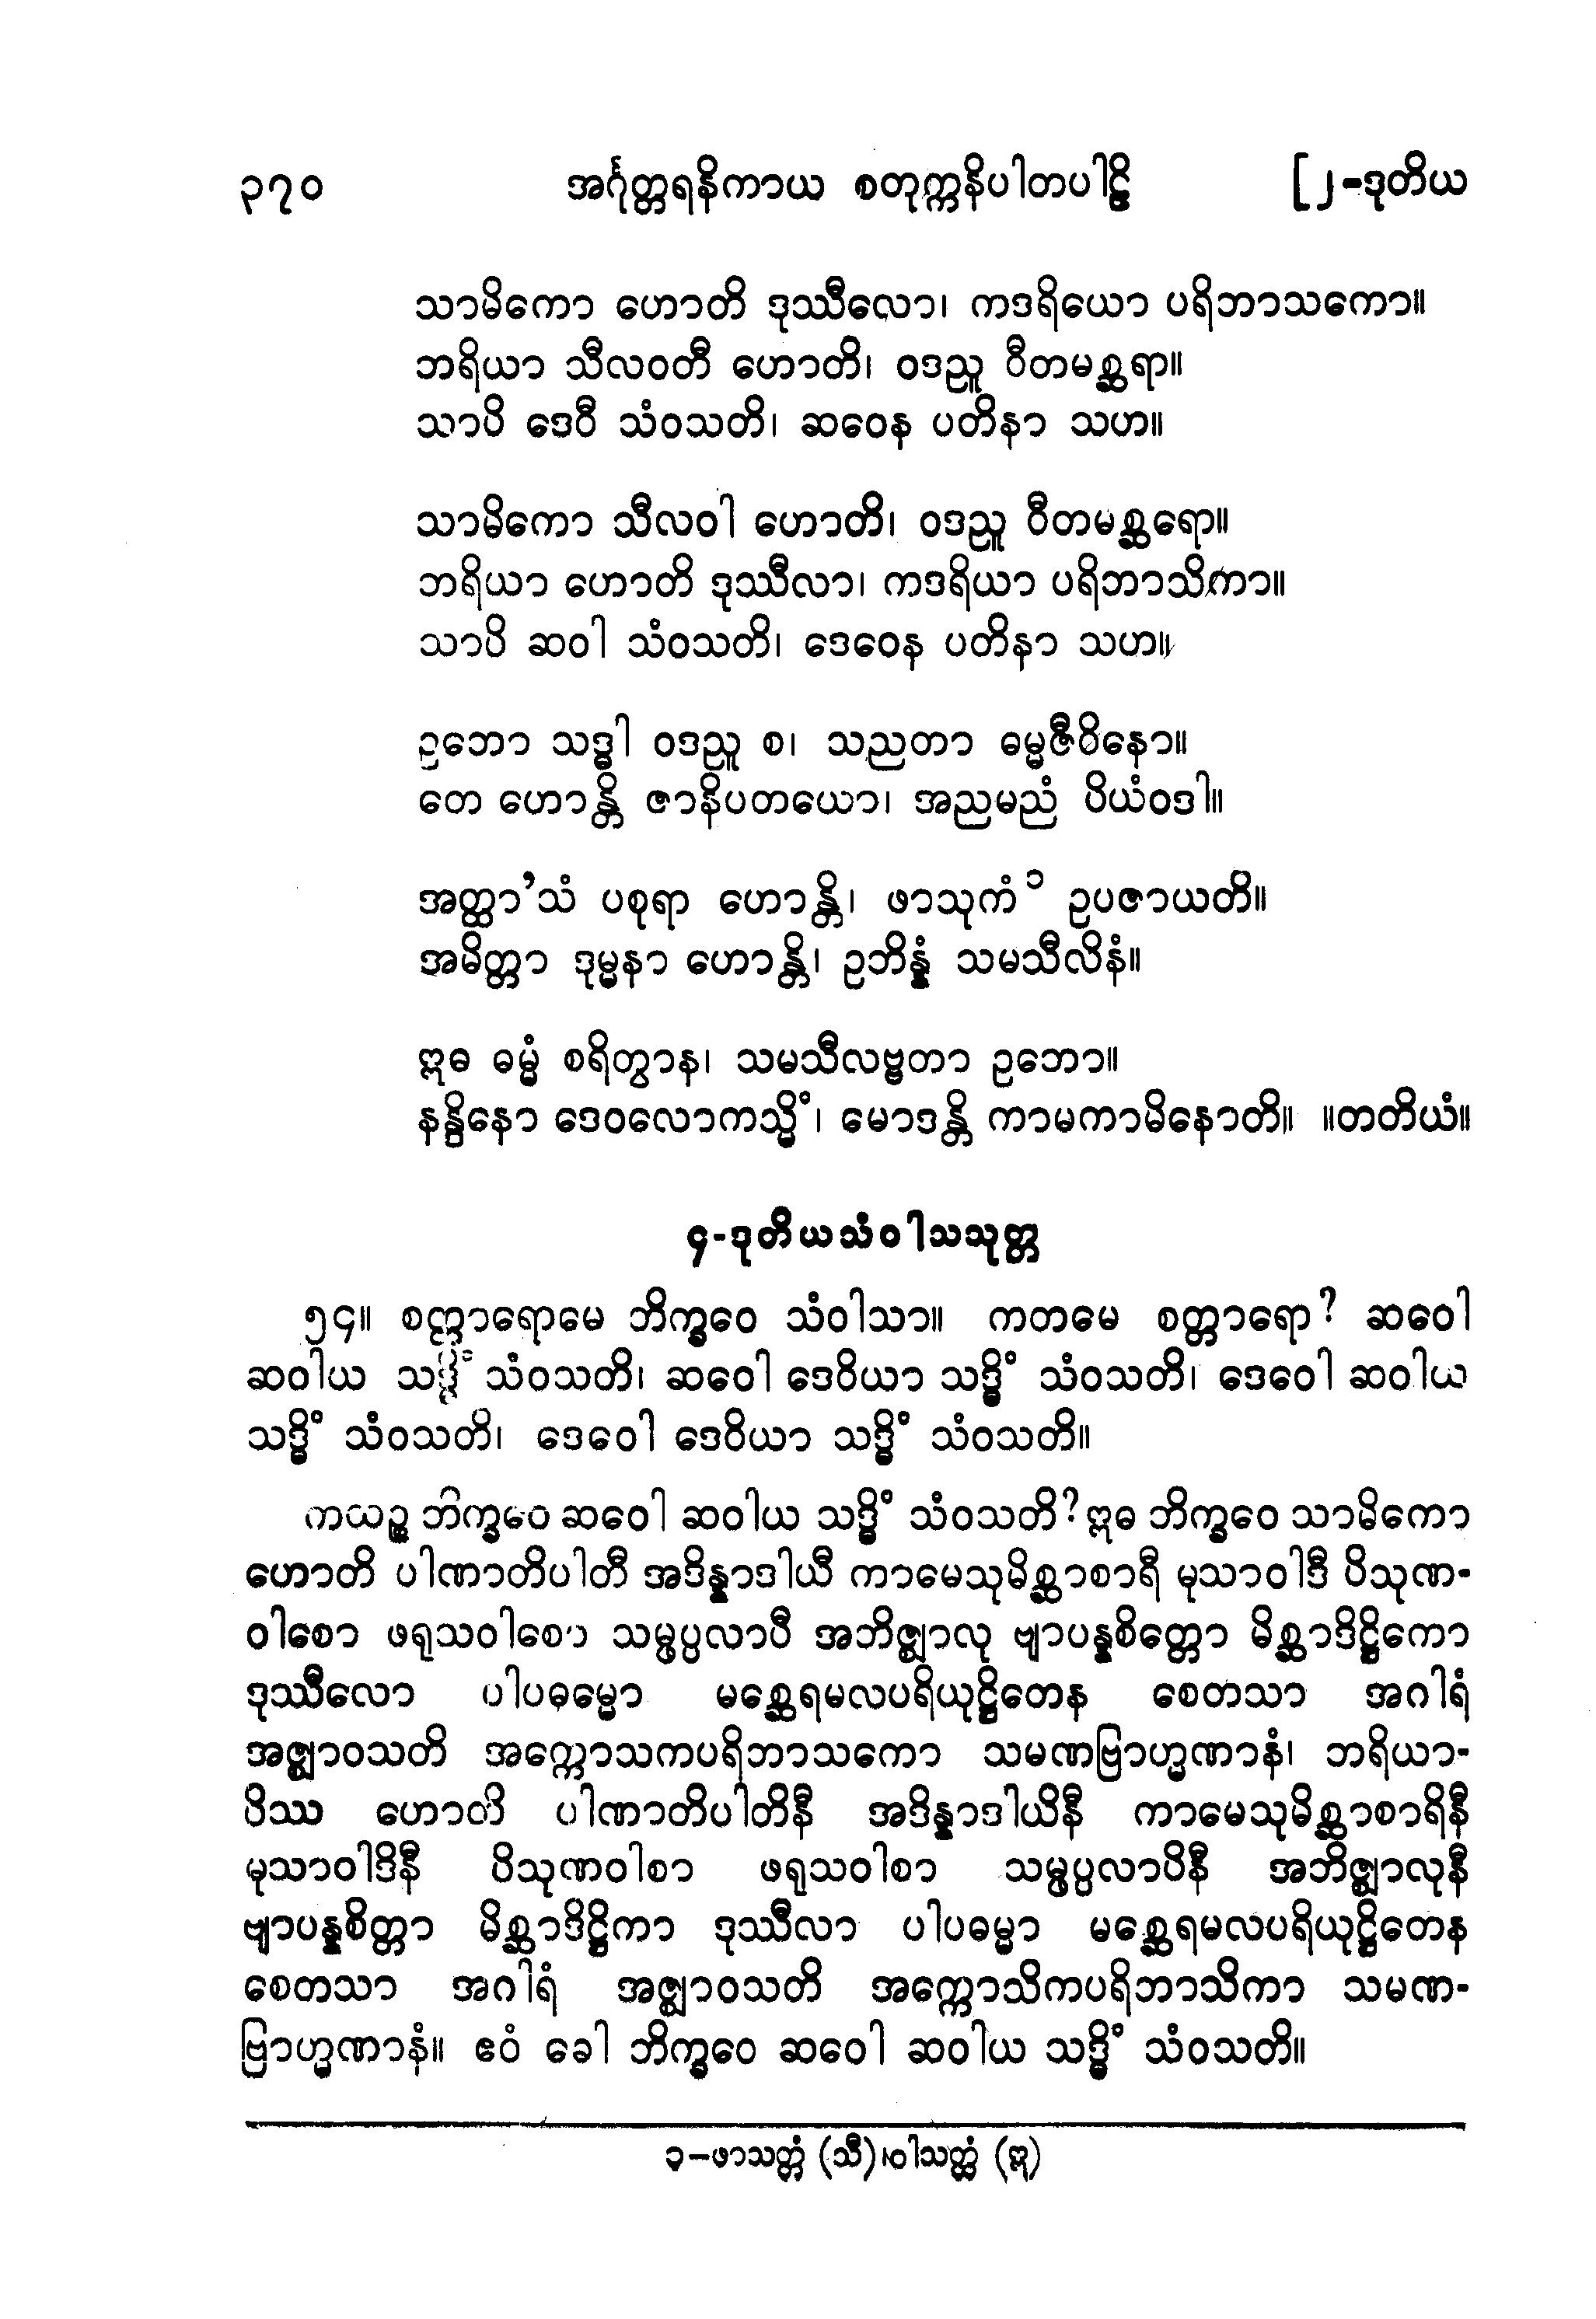 ၃၇၀ အင်္ဂုတ္တရနိကာယ စတုက္ကနိပါတပါဠိ [၂-ဒုတိယ
သာမိကော ဟောတိ ဒုဿီလော၊ ကဒရိယော ပရိဘာသကော။
ဘရိယာ သီလဝတီ ဟောတိ၊ ဝဒညူ ဝီတမစ္ဆရာ။
သာပိ ဒေဝီ သံဝသတိ၊ ဆဝေန ပတိနာ သဟ။
သာမိကော သီလဝါ ဟောတိ၊ ဝဒညူ ဝီတမစ္ဆရော။
ဘရိယာ ဟောတိ ဒုဿီလာ၊ ကဒရိယာ ပရိဘာသိကာ။
သာပိ ဆဝါ သံဝသတိ၊ ဒေဝေန ပတိနာ သဟ။
ဥဘော သဒ္ဓါ ဝဒညူ စ၊ သညတာ ဓမ္မဇီဝိနော။
တေ ဟောန္တိ ဇာနိပတယော၊ အညမညံ ပိယံဝဒါ။
အတ္ထာ’သံ ပစုရာ ဟောန္တိ၊ ဖာသုကံ ၁ ဥပဇာယတိ။
အမိတ္တာ ဒုမ္မနာ ဟောန္တိ၊ ဥဘိန္နံ သမသီလိနံ။
ဣဓ ဓမ္မံ စရိတွာန၊ သမသီလဗ္ဗတာ ဥဘော။
နန္ဒိနော ဒေဝလောကသ္မိံ၊ မောဒန္တိ ကာမကာမိနောတိ။ ။တတိယံ။
၄-ဒုတိယသံဝါသသုတ္တ
၅၄။ စတ္တာရောမေ ဘိက္ခဝေ သံဝါသာ။ ကတမေ စတ္တာရော? ဆဝေါ
ဆဝါယ သဒ္ဓိံ သံဝသတိ၊ ဆဝေါ ဒေဝိယာ သဒ္ဓိံ သံဝသတိ၊ ဒေဝေါ ဆဝါယ
သဒ္ဓိံ သံဝသတိ၊ ဒေဝေါ ဒေဝိယာ သဒ္ဓိံ သံဝသတိ။
ကထဉ္စ ဘိက္ခဝေ ဆဝေါ ဆဝါယ သဒ္ဓိံ သံဝသတိ? ဣဓ ဘိက္ခဝေ သာမိကော
ဟောတိ ပါဏာတိပါတီ အဒိန္နာဒါယီ ကာမေသုမိစ္ဆာစာရီ မုသာဝါဒီ ပိသုဏ-
ဝါစော ဖရုသဝါစော သမ္ဖပ္ပလာပီ အဘိဇ္ဈာလု ဗျာပန္နစိတ္တော မိစ္ဆာဒိဋ္ဌိကော
ဒုဿီလော ပါပဓမ္မော မစ္ဆေရမလပရိယုဋ္ဌိတေန စေတသာ အဂါရံ
အဇ္ဈာဝသတိ အက္ကောသကပရိဘာသကော သမဏဗြာဟ္မဏာနံ၊ ဘရိယာ-
ပိဿ ဟောတိ ပါဏာတိပါတိနီ အဒိန္နာဒါယိနီ ကာမေသုမိစ္ဆာစာရိနီ
မုသာဝါဒိနီ ပိသုဏဝါစာ ဖရုသဝါစာ သမ္ဖပ္ပလာပိနီ အဘိဇ္ဈာလုနီ
ဗျာပန္နစိတ္တာ မိစ္ဆာဒိဋ္ဌိကာ ဒုဿီလာ ပါပဓမ္မာ မစ္ဆေရမလပရိယုဋ္ဌိတေန
စေတသာ အဂါရံ အဇ္ဈာဝသတိ အက္ကောသိကပရိဘာသိကာ သမဏ-
ဗြာဟ္မဏာနံ။ ဧဝံ ခေါ ဘိက္ခဝေ ဆဝေါ ဆဝါယ သဒ္ဓိံ သံဝသတိ။
၁-ဖာသတ္တံ (သီ)၊ ဝါသတ္ထံ (ဣ)